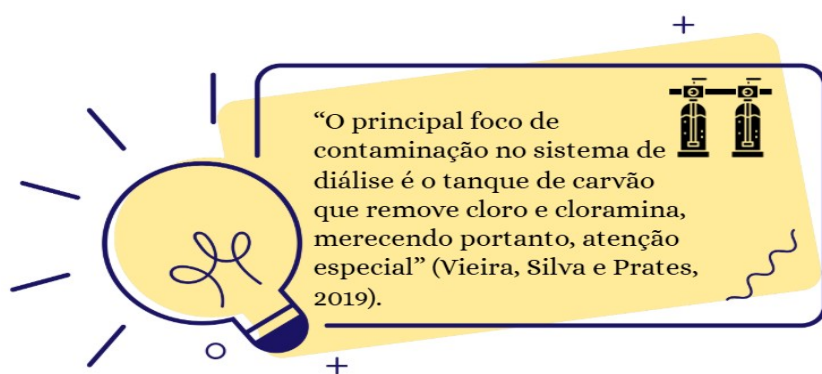 “O principal foco de
contaminação no sistema de
diálise é o tanque de carvão
que remove cloro e cloramina,
merecendo portanto, atenção
especial” (Vieira, Silva e Prates,
2019).